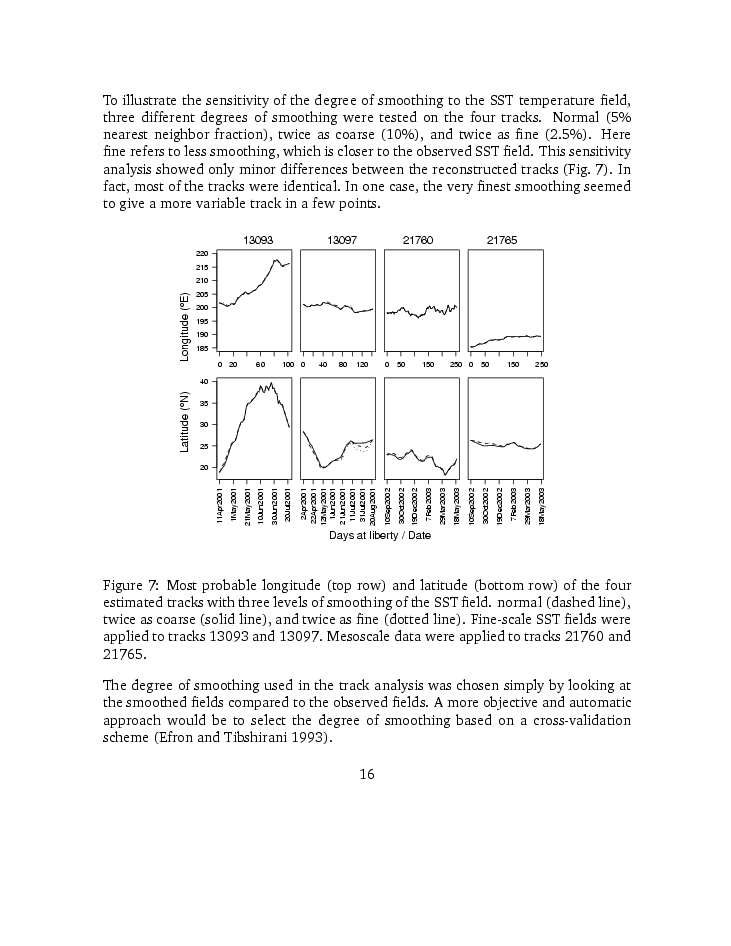 To illustrate the sensitivity of the degree of smoothing to the SST temperature field,
three different degrees of smoothing were tested on the four tracks. Normal (5%
nearest neighbor fraction), twice as coarse (10%), and twice as fine (2.5%). Here
fine refers to less smoothing, which is closer to the observed SST field. This sensitivity
analysis showed only minor differences between the reconstructed tracks (Fig. 7). In
fact, most of the tracks were identical. In one case, the very finest smoothing seemed
to give a more variable track in a few points.
13093 13097 21760 21765
Longitude (ºE)
220
215
210
205
200
195
190
185
0 20 60 100 0 40 80 120 0 50 150 250 0 50 150 250
Latitude (ºN)
40
35
30
25
20
11Apr2001 1May2001 21May2001 10Jun2001 30Jun2001 20Jul2001 2Apr2001 22Apr2001 12May2001 1Jun2001 21Jun2001 11Jul2001 31Jul2001 20Aug2001 10Sep2002 30Oct2002 19Dec2002 7Feb2003 29Mar2003 18May2003 10Sep2002 30Oct2002 19Dec2002 7Feb2003 29Mar2003 18May2003
Days at liberty / Date
Figure 7: Most probable longitude (top row) and latitude (bottom row) of the four
estimated tracks with three levels of smoothing of the SST field. normal (dashed line),
twice as coarse (solid line), and twice as fine (dotted line). Fine-scale SST fields were
applied to tracks 13093 and 13097. Mesoscale data were applied to tracks 21760 and
21765.
The degree of smoothing used in the track analysis was chosen simply by looking at
the smoothed fields compared to the observed fields. A more objective and automatic
approach would be to select the degree of smoothing based on a cross-validation
scheme (Efron and Tibshirani 1993).
16